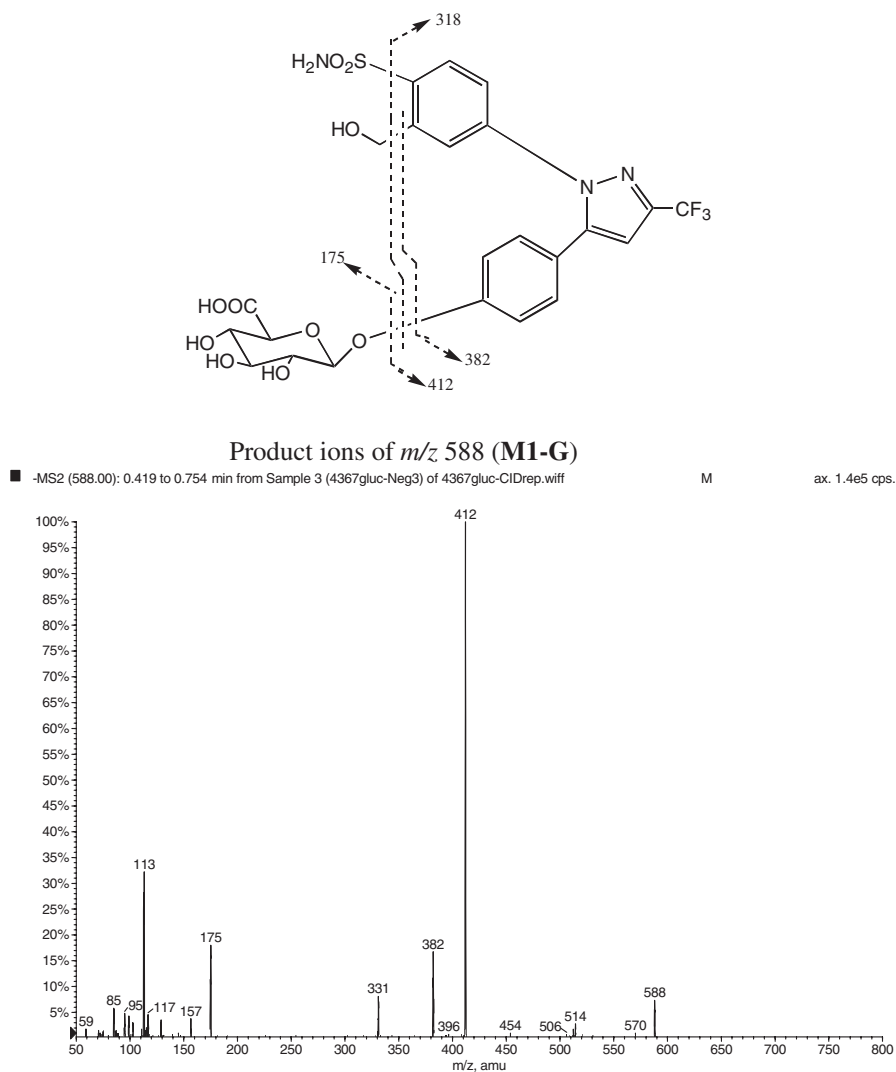 318
H2NO2S
HO
N
N
CF3
175
HOOC
O
HO
HO
HO
O
382
412
Product ions of m/z 588 (M1-G)
-MS2 (588.00): 0.419 to 0.754 min from Sample 3 (4367gluc-Neg3) of 4367gluc-CIDrep.wiff M ax. 1.4e5 cps.
100%
95%
90%
85%
80%
75%
70%
65%
60%
55%
50%
45%
40%
35%
30%
25%
20%
15%
10%
5%
412
113
175
382
331
588
85
95
117
157
59
396
454
506
514
570
50 100 150 200 250 300 350 400 450 500 550 600 650 700 750 800
m/z, amu